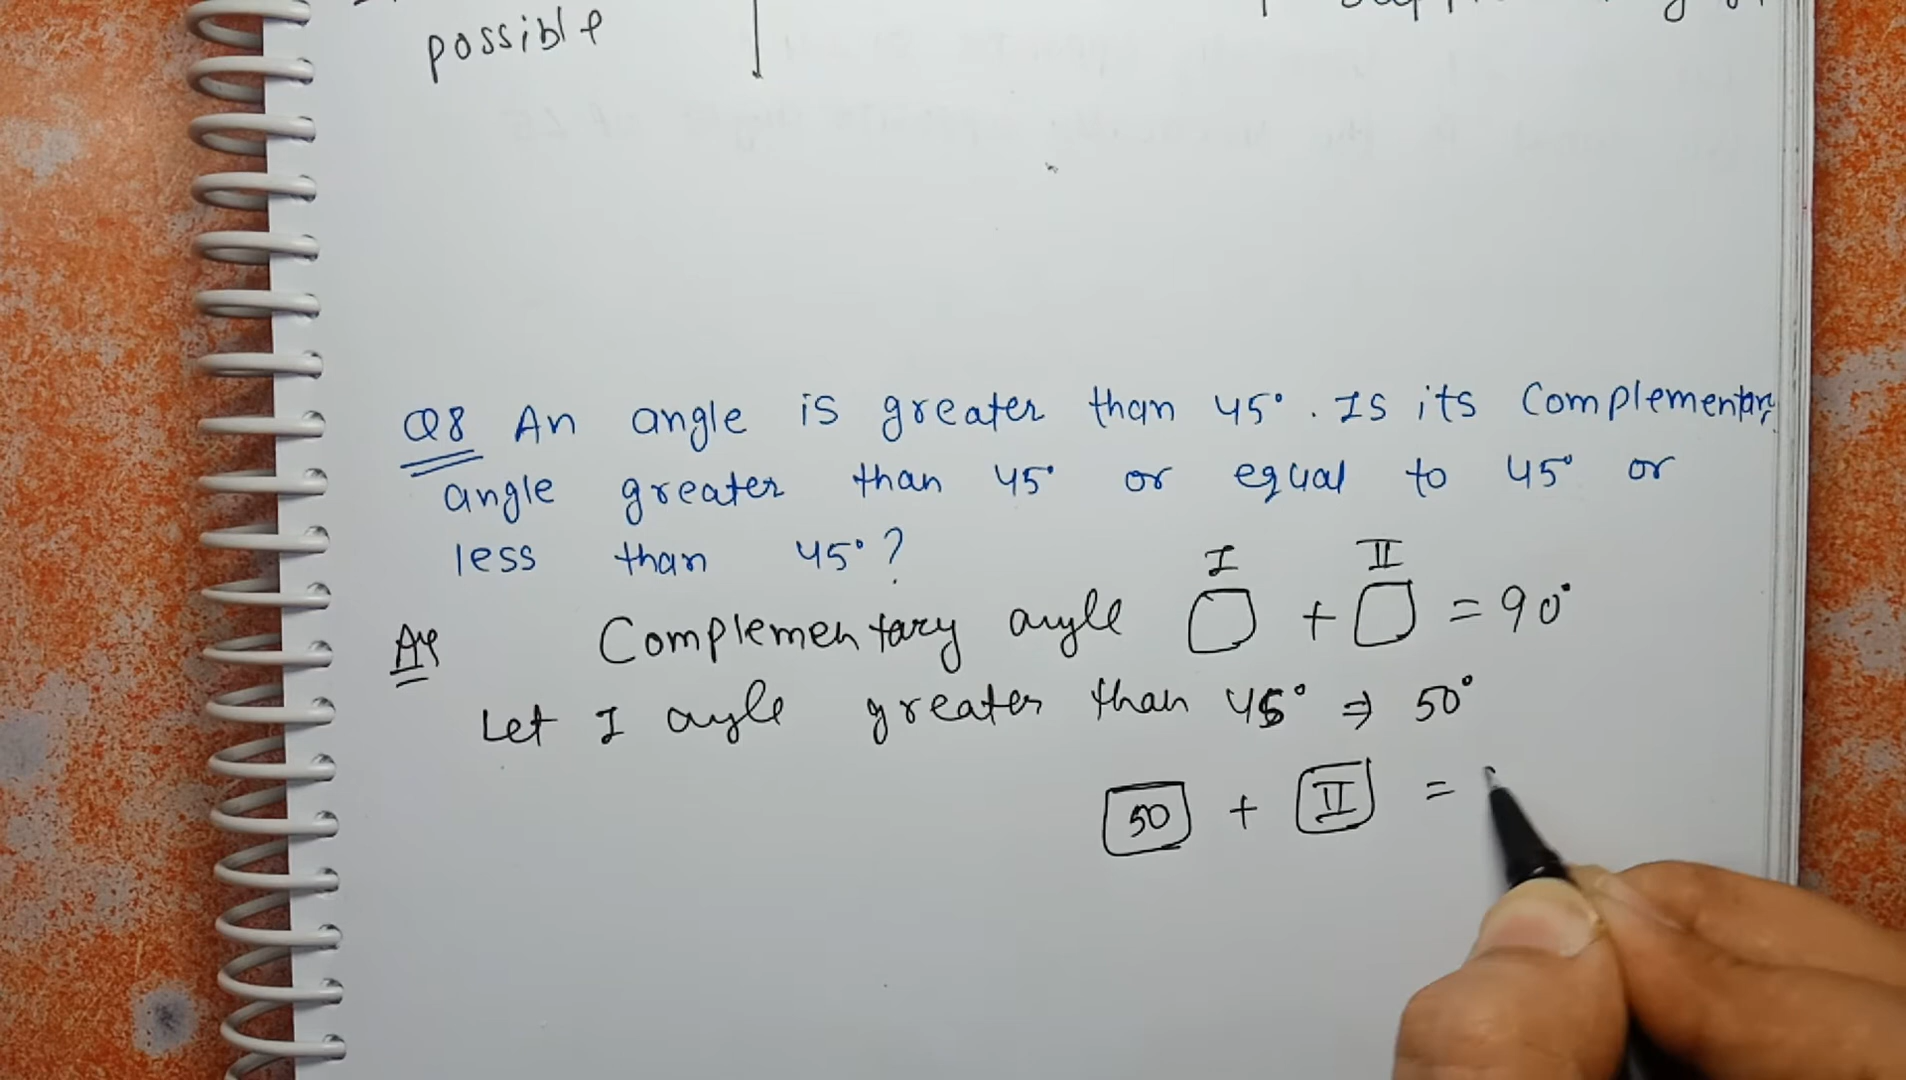 possible
Q8 An angle is greater than 45°. Is its Complementary
angle greater than 45° or equal to 45° or
less than 45°?
I II
Complementary angle □ + □ = 90°
Let I angle greater than 45° ⇒ 50°
50 + II =